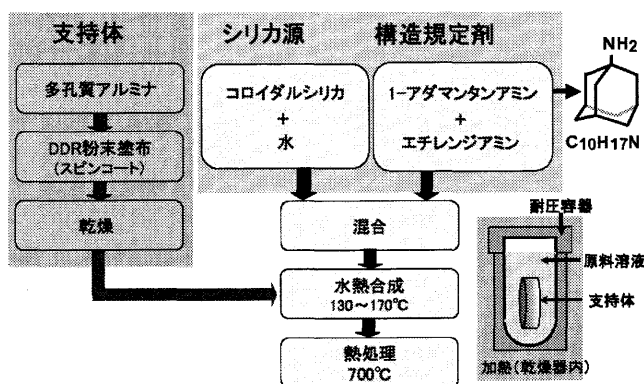 支持体
多孔質アルミナ
DDR粉末塗布
(スピンコート)
乾燥
シリカ源
構造規定剤
コロイダルシリカ
+
水
1-アダマンタンアミン
+
エチレンジアミン
NH2
C10H17N
混合
水熱合成
130～170℃
熱処理
700℃
耐圧容器
原料溶液
支持体
加熱(乾燥器内)